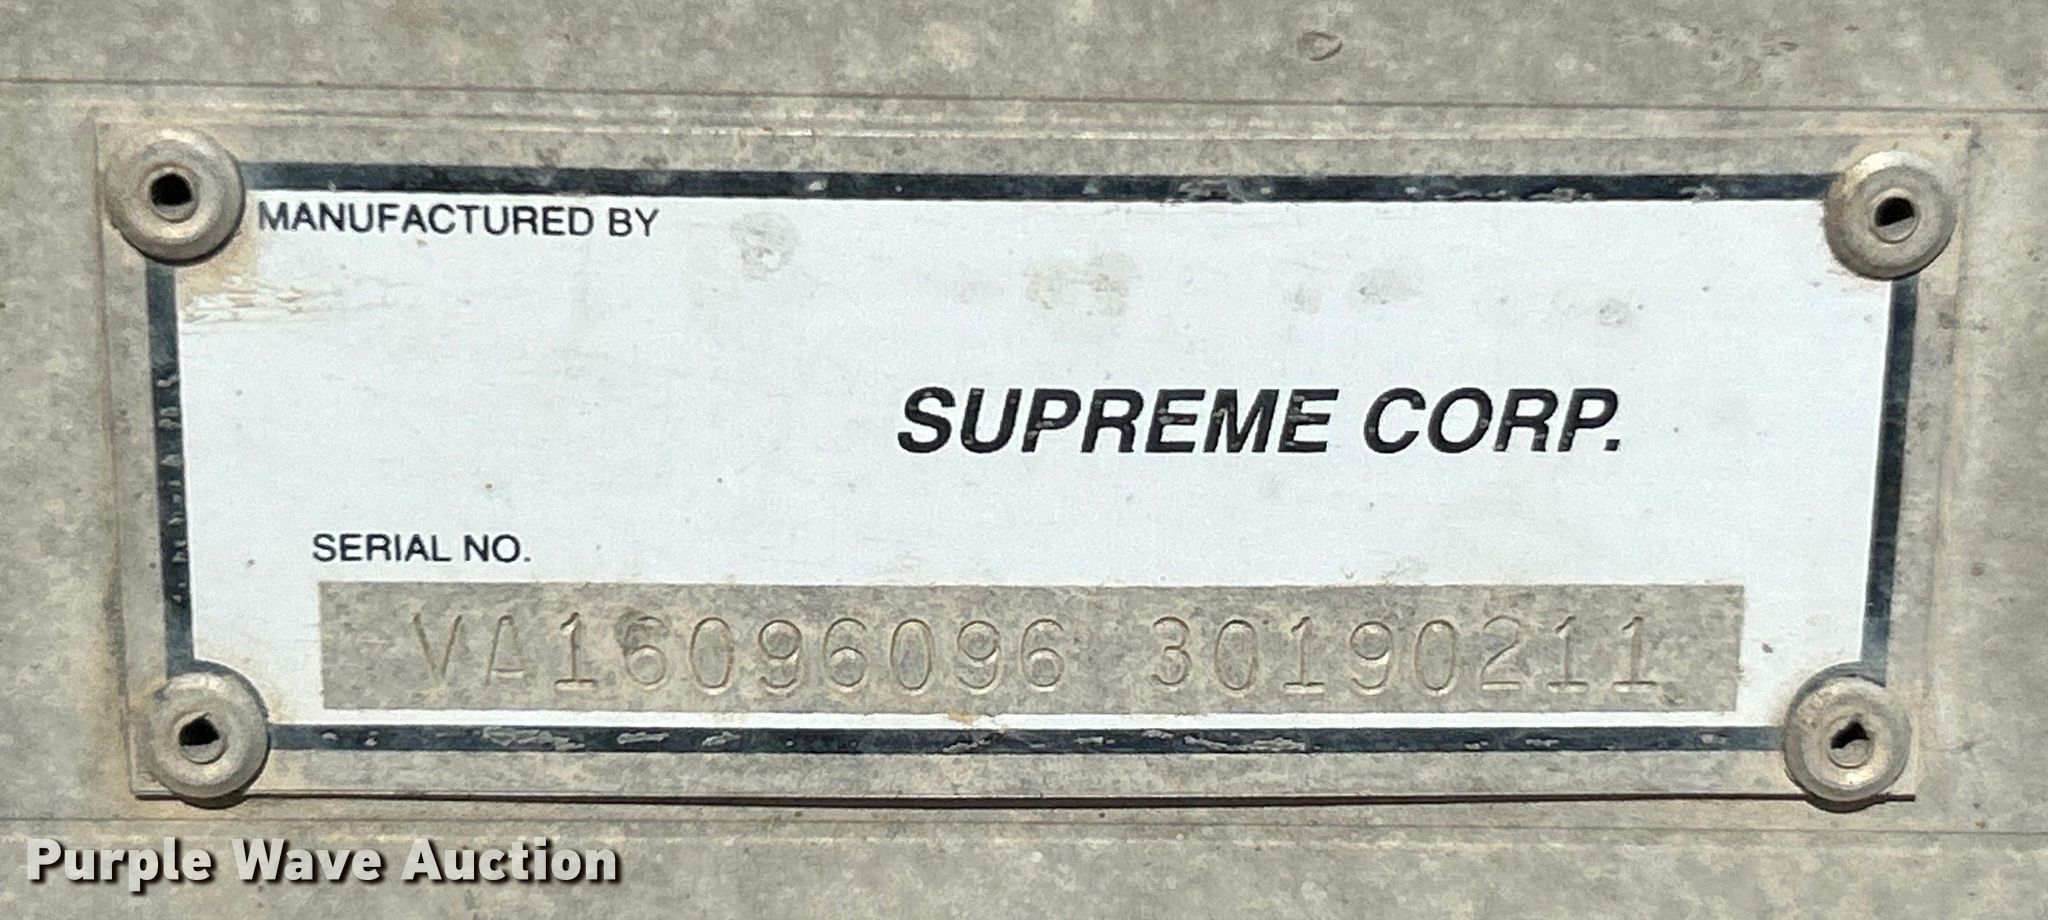 MANUFACTURED BY
SUPREME CORP.
SERIAL NO.
VA16096096 30190211
Purple Wave Auction